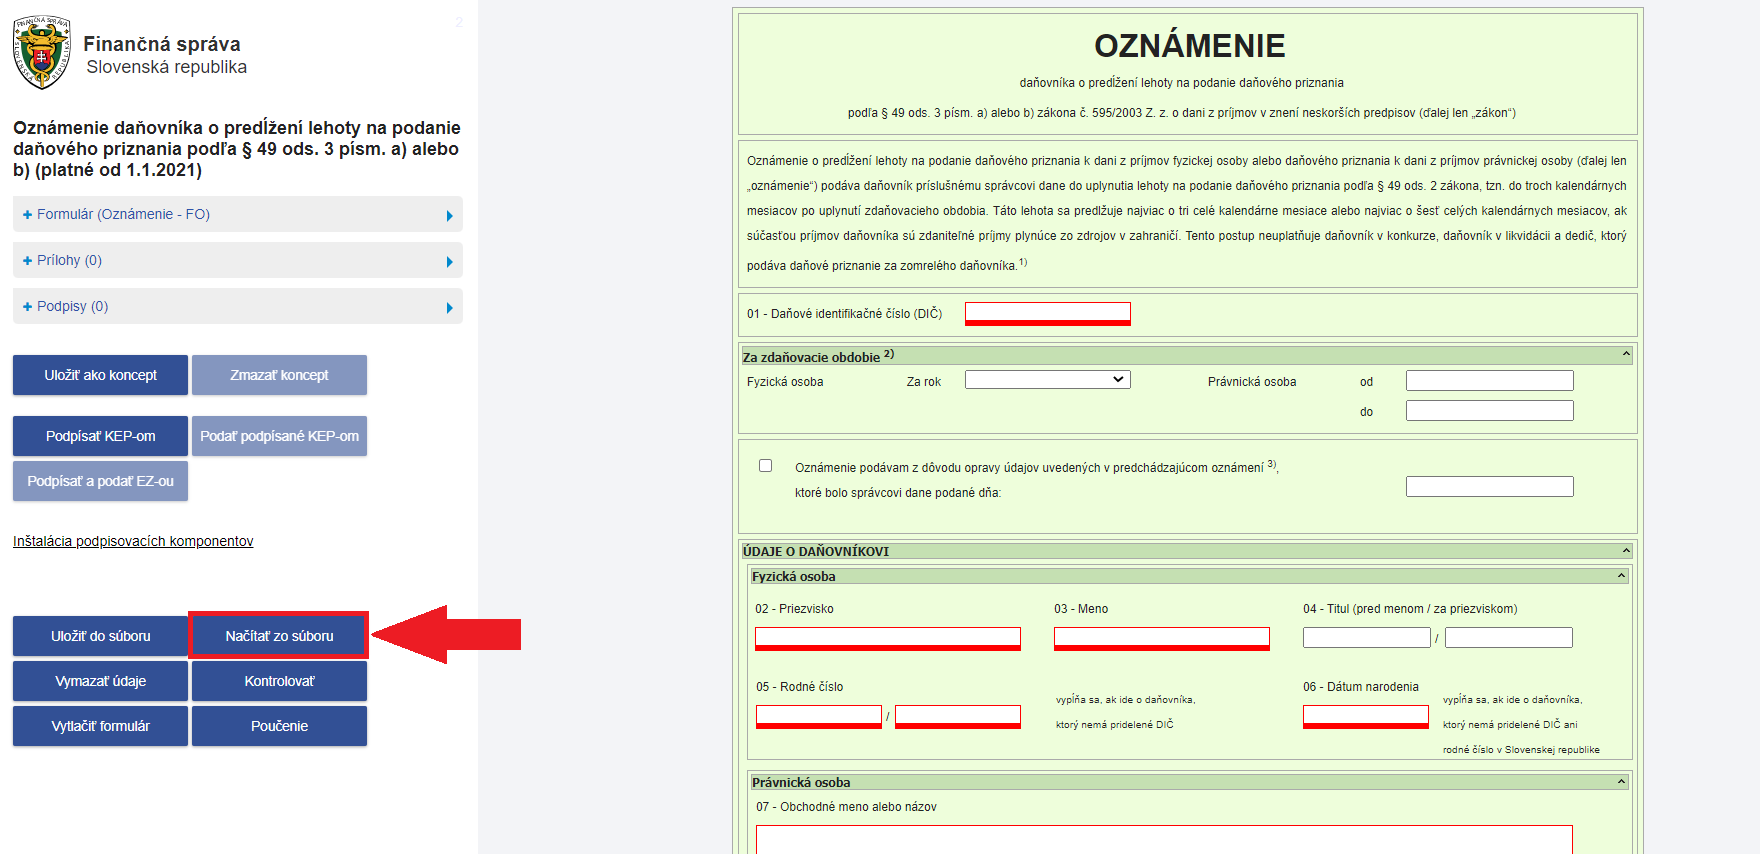 FINANČNÁ SPRÁVA
SLOVENSKÁ REPUBLIKA
2
Finančná správa
Slovenská republika
Oznámenie daňovníka o predĺžení lehoty na podanie
daňového priznania podľa § 49 ods. 3 písm. a) alebo
b) (platné od 1.1.2021)
+ Formulár (Oznámenie - FO)
+ Prílohy (0)
+ Podpisy (0)
Uložiť ako koncept
Zmazať koncept
Podpísať KEP-om
Podať podpísané KEP-om
Podpísať a podať EZ-ou
Inštalácia podpisovacích komponentov
Uložiť do súboru
Načítať zo súboru
Vymazať údaje
Kontrolovať
Vytlačiť formulár
Poučenie
OZNÁMENIE
daňovníka o predĺžení lehoty na podanie daňového priznania
podľa § 49 ods. 3 písm. a) alebo b) zákona č. 595/2003 Z. z. o dani z príjmov v znení neskorších predpisov (ďalej len „zákon“)
Oznámenie o predĺžení lehoty na podanie daňového priznania k dani z príjmov fyzickej osoby alebo daňového priznania k dani z príjmov právnickej osoby (ďalej len
„oznámenie“) podáva daňovník príslušnému správcovi dane do uplynutia lehoty na podanie daňového priznania podľa § 49 ods. 2 zákona, tzn. do troch kalendárnych
mesiacov po uplynutí zdaňovacieho obdobia. Táto lehota sa predlžuje najviac o tri celé kalendárne mesiace alebo najviac o šesť celých kalendárnych mesiacov, ak
súčasťou príjmov daňovníka sú zdaniteľné príjmy plynúce zo zdrojov v zahraničí. Tento postup neuplatňuje daňovník v konkurze, daňovník v likvidácii a dedič, ktorý
podáva daňové priznanie za zomrelého daňovníka.1)
01 - Daňové identifikačné číslo (DIČ)
Za zdaňovacie obdobie 2)
Fyzická osoba
Za rok
Právnická osoba
od
do
Oznámenie podávam z dôvodu opravy údajov uvedených v predchádzajúcom oznámení 3),
ktoré bolo správcovi dane podané dňa:
ÚDAJE O DAŇOVNÍKOVI
Fyzická osoba
02 - Priezvisko
03 - Meno
04 - Titul (pred menom / za priezviskom)
/
05 - Rodné číslo
/
vypĺňa sa, ak ide o daňovníka,
ktorý nemá pridelené DIČ
06 - Dátum narodenia
vypĺňa sa, ak ide o daňovníka,
ktorý nemá pridelené DIČ ani
rodné číslo v Slovenskej republike
Právnická osoba
07 - Obchodné meno alebo názov